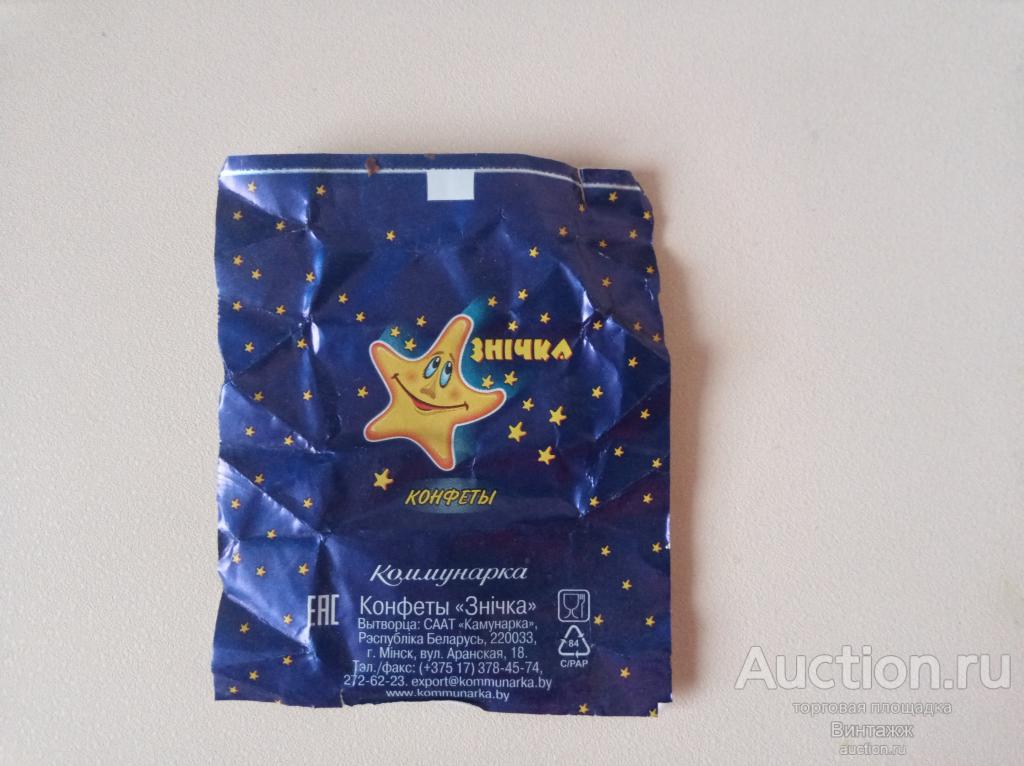 ЗНІЧКА
КОНФЕТЫ
Коммунарка
EAC
Конфеты «Знічка»
Вытворца: СААТ «Камунарка»,
Рэспубліка Беларусь, 220033,
г. Мінск, вул. Аранская, 18.
Тэл./факс: (+375 17) 378-45-74,
272-62-23. export@kommunarka.by
www.kommunarka.by
84
C/PAP
Auction.ru
торговая площадка
Винтажж
auction.ru